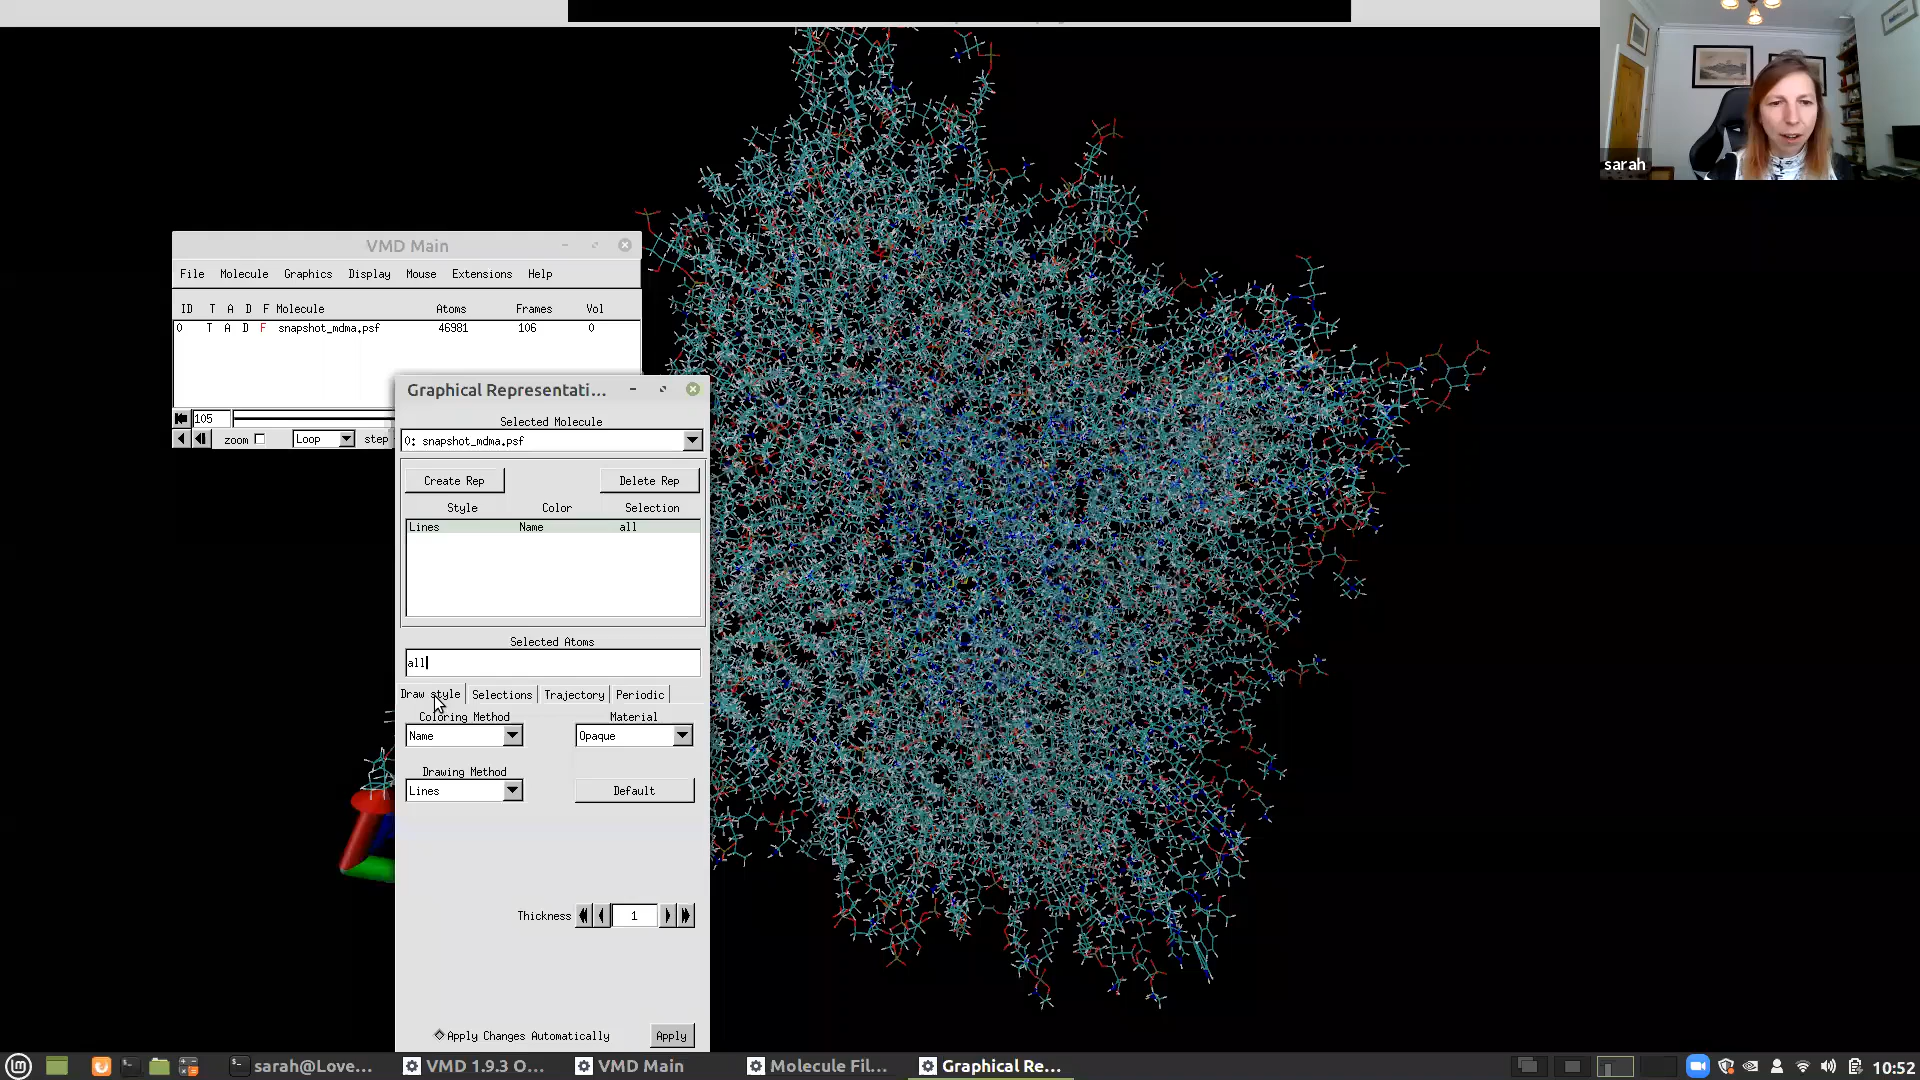 sarah
VMD Main
File Molecule Graphics Display Mouse Extensions Help
ID T A D F Molecule Atoms Frames Vol
0 T A D F snapshot_mdma.psf 46981 106 0
105
zoom Loop step
Graphical Representati...
Selected Molecule
0: snapshot_mdma.psf
Create Rep Delete Rep
Style Color Selection
Lines Name all
Selected Atoms
all
Draw style Selections Trajectory Periodic
Coloring Method Material
Name Opaque
Drawing Method
Lines Default
Thickness 1
Apply Changes Automatically Apply
sarah@Love... VMD 1.9.3 O... VMD Main Molecule Fil... Graphical Re... 10:52